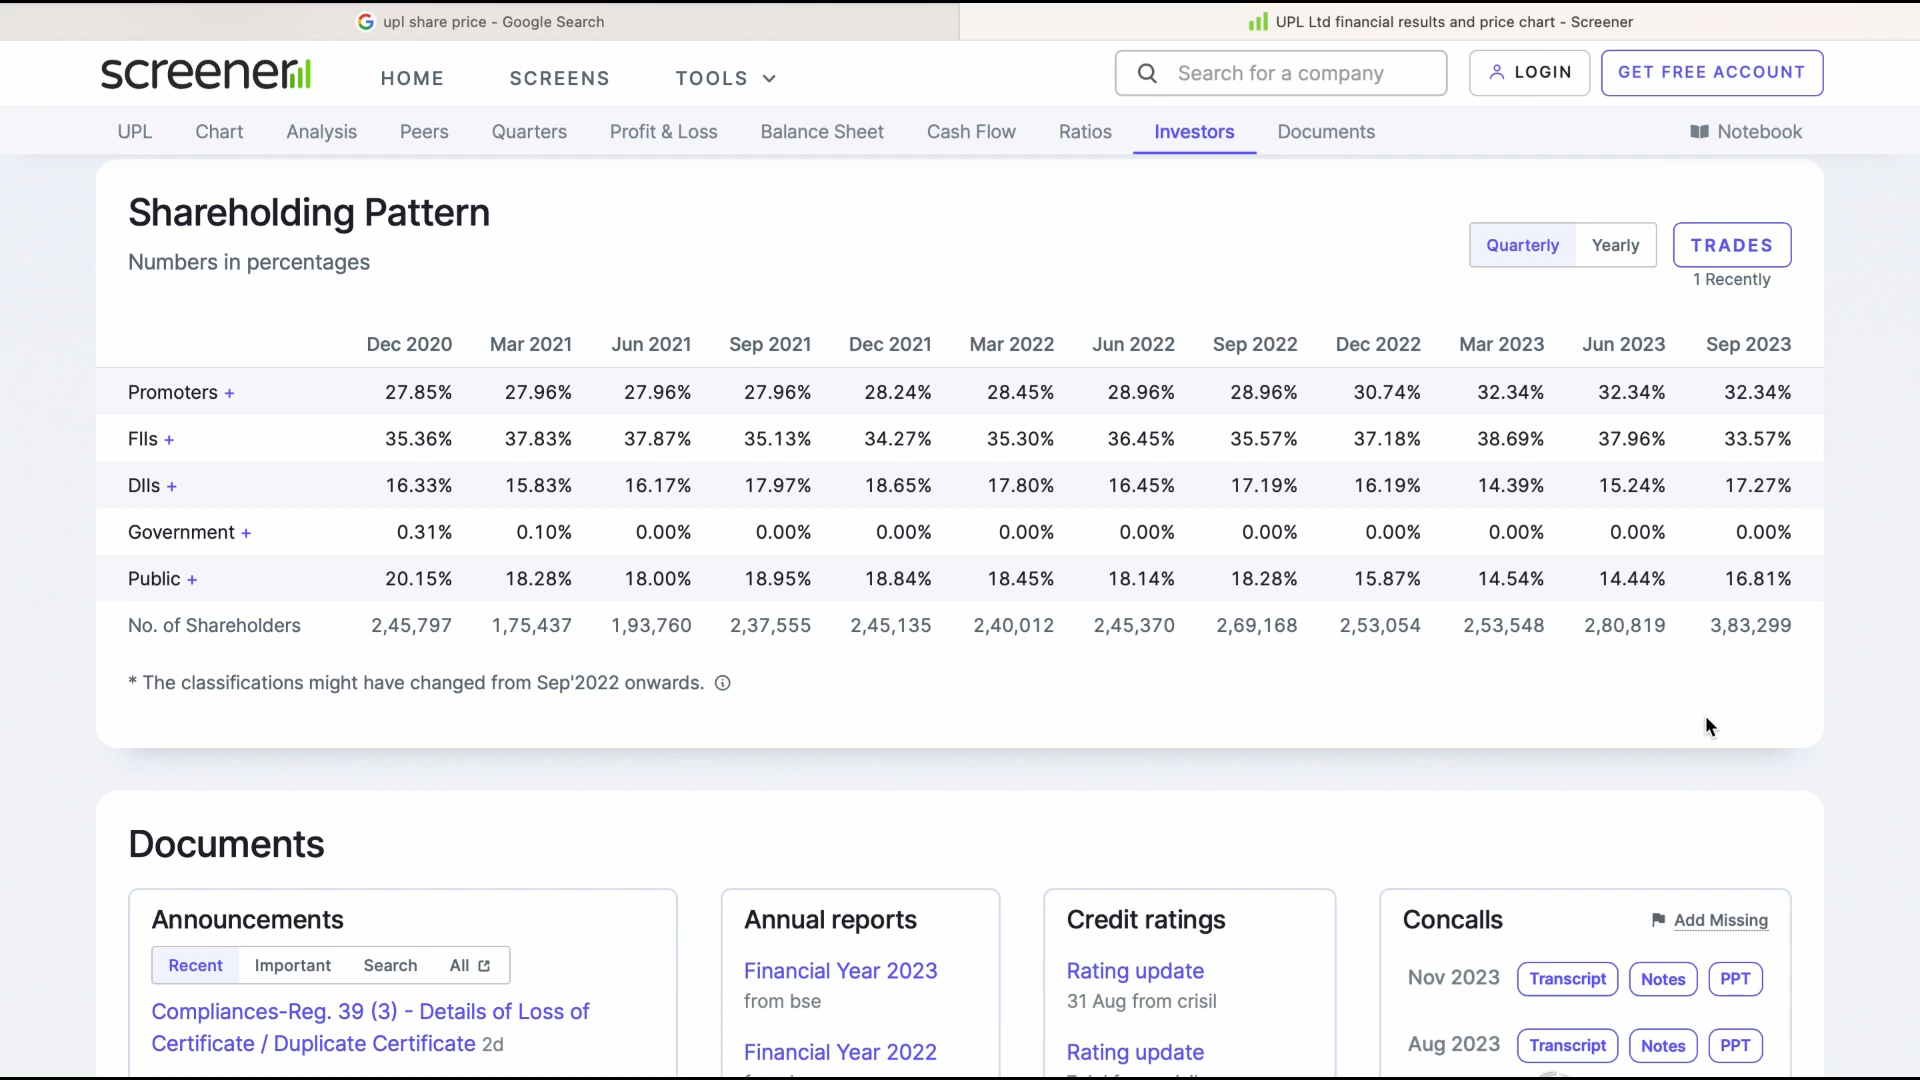 upl share price - Google Search
UPL Ltd financial results and price chart - Screener
screener
HOME SCREENS TOOLS
Search for a company
LOGIN
GET FREE ACCOUNT
UPL Chart Analysis Peers Quarters Profit & Loss Balance Sheet Cash Flow Ratios Investors Documents Notebook
Shareholding Pattern
Numbers in percentages
Quarterly Yearly
TRADES
1 Recently
Dec 2020 Mar 2021 Jun 2021 Sep 2021 Dec 2021 Mar 2022 Jun 2022 Sep 2022 Dec 2022 Mar 2023 Jun 2023 Sep 2023
Promoters + 27.85% 27.96% 27.96% 27.96% 28.24% 28.45% 28.96% 28.96% 30.74% 32.34% 32.34% 32.34%
FIIs + 35.36% 37.83% 37.87% 35.13% 34.27% 35.30% 36.45% 35.57% 37.18% 38.69% 37.96% 33.57%
DIIs + 16.33% 15.83% 16.17% 17.97% 18.65% 17.80% 16.45% 17.19% 16.19% 14.39% 15.24% 17.27%
Government + 0.31% 0.10% 0.00% 0.00% 0.00% 0.00% 0.00% 0.00% 0.00% 0.00% 0.00% 0.00%
Public + 20.15% 18.28% 18.00% 18.95% 18.84% 18.45% 18.14% 18.28% 15.87% 14.54% 14.44% 16.81%
No. of Shareholders 2,45,797 1,75,437 1,93,760 2,37,555 2,45,135 2,40,012 2,45,370 2,69,168 2,53,054 2,53,548 2,80,819 3,83,299
* The classifications might have changed from Sep'2022 onwards.
Documents
Announcements
Recent Important Search All
Compliances-Reg. 39 (3) - Details of Loss of
Certificate / Duplicate Certificate 2d
Annual reports
Financial Year 2023
from bse
Financial Year 2022
Credit ratings
Rating update
31 Aug from crisil
Rating update
Concalls
Add Missing
Nov 2023 Transcript Notes PPT
Aug 2023 Transcript Notes PPT